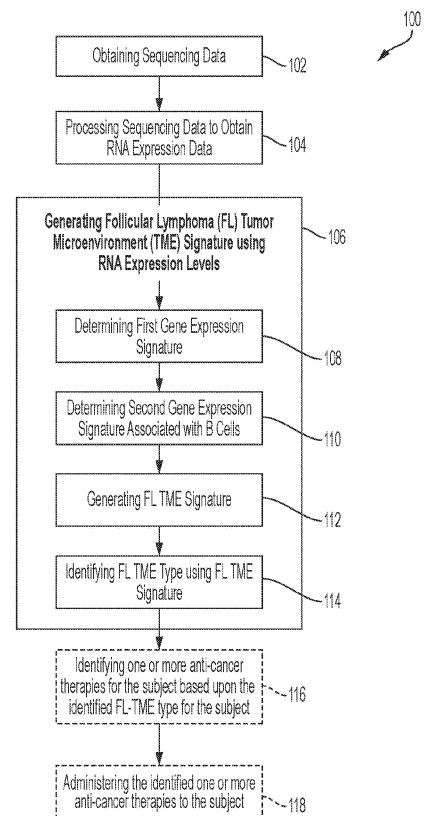 100
Obtaining Sequencing Data
102
Processing Sequencing Data to Obtain
RNA Expression Data
104
Generating Follicular Lymphoma (FL) Tumor
Microenvironment (TME) Signature using
RNA Expression Levels
106
Determining First Gene Expression
Signature
108
Determining Second Gene Expression
Signature Associated with B Cells
110
Generating FL TME Signature
112
Identifying FL TME Type using FL TME
Signature
114
Identifying one or more anti-cancer
therapies for the subject based upon the
identified FL-TME type for the subject
116
Administering the identified one or more
anti-cancer therapies to the subject
118